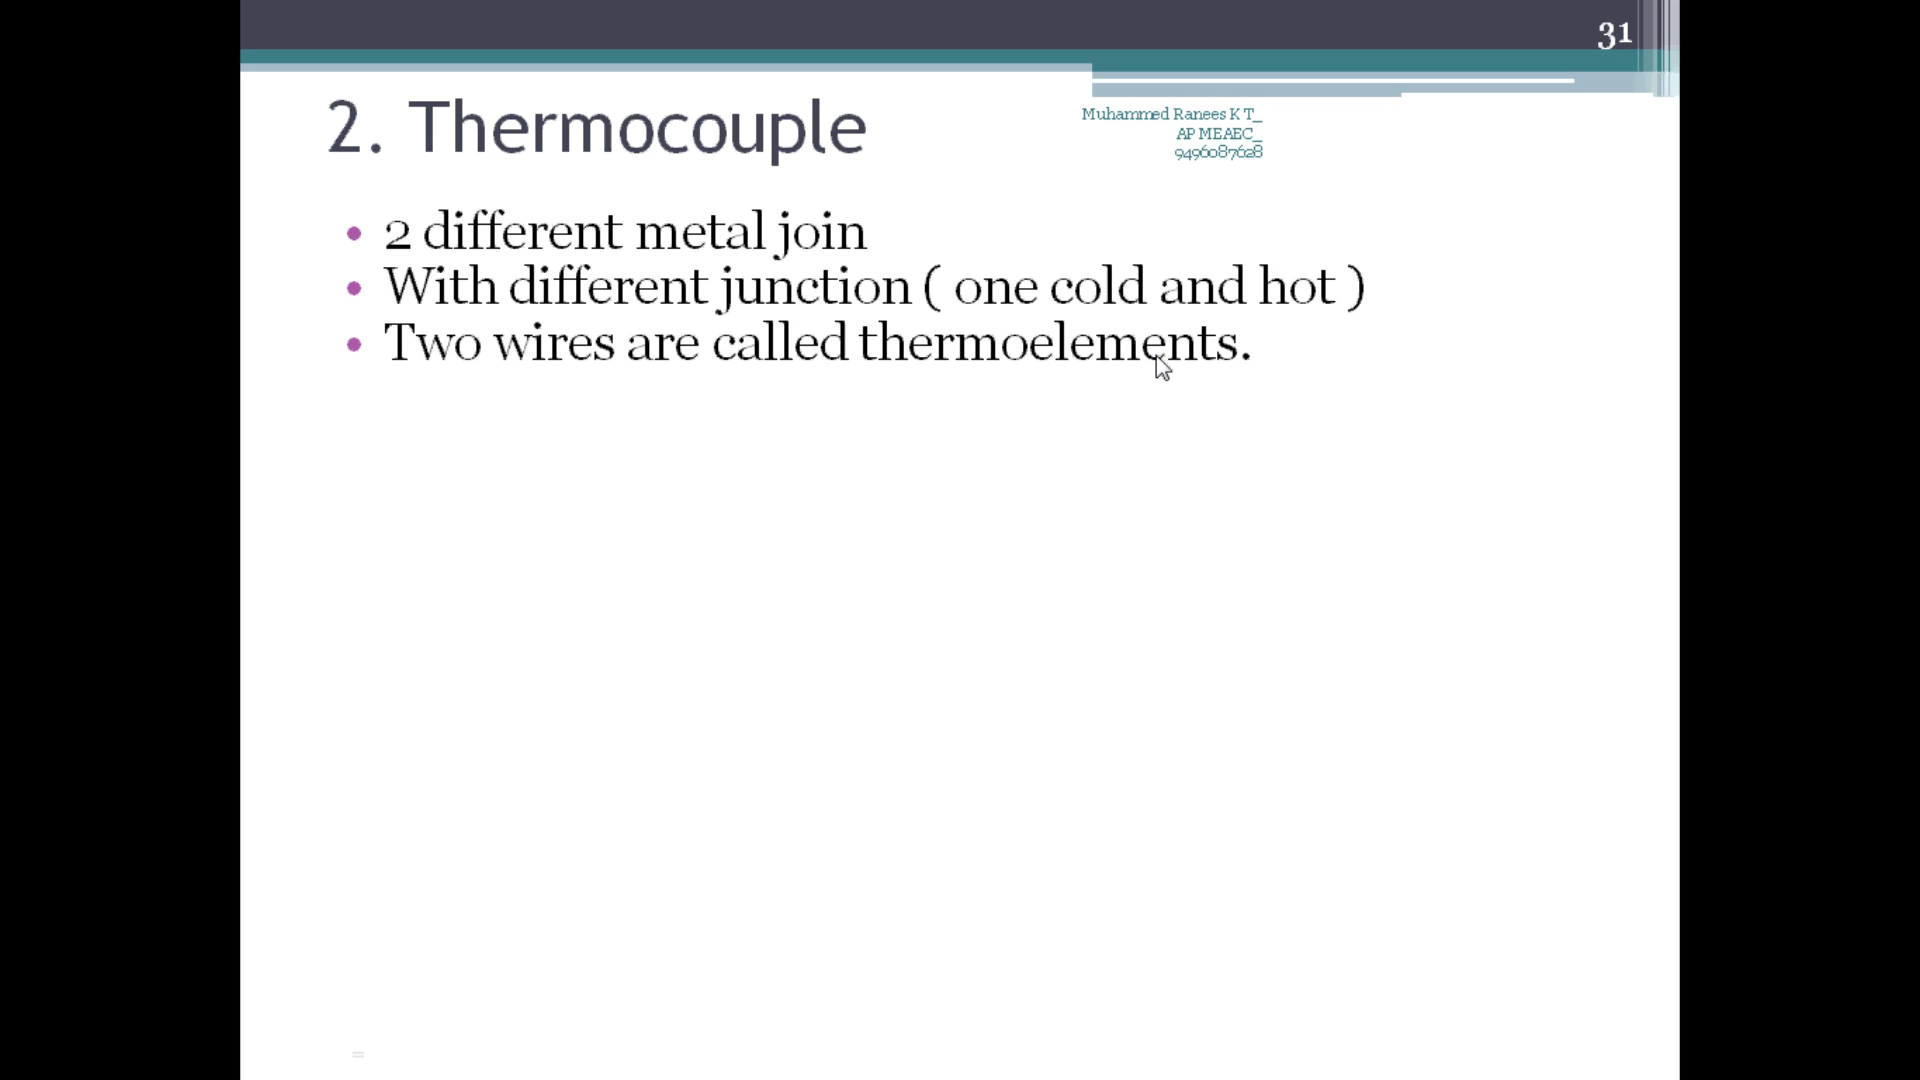 31
2. Thermocouple
Muhammed Ranees K T_
AP MEAEC_
9496087628
• 2 different metal join
• With different junction ( one cold and hot )
• Two wires are called thermoelements.
=